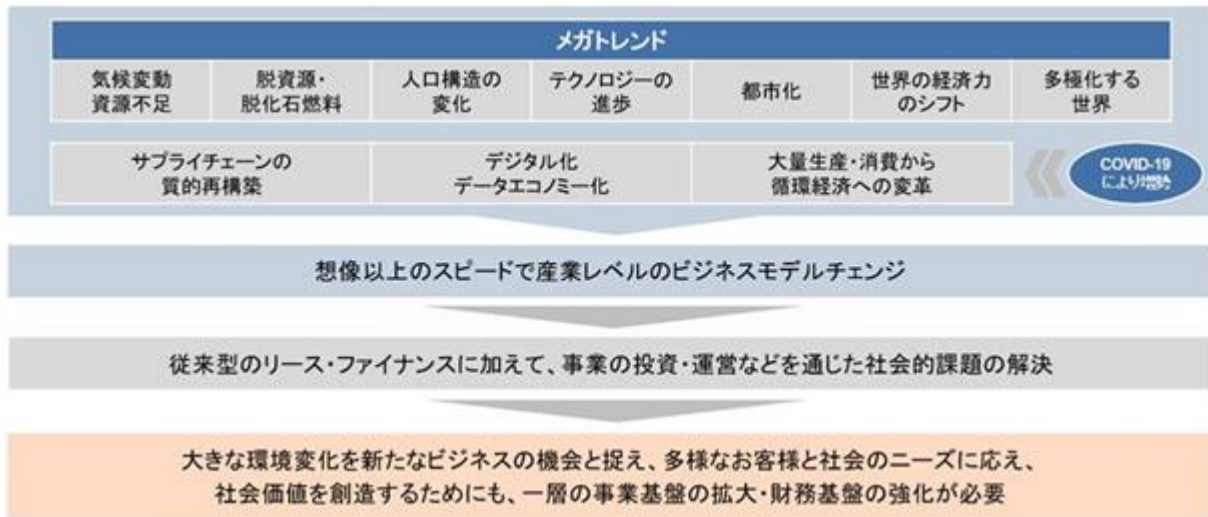 メガトレンド
気候変動
資源不足
脱資源・
脱化石燃料
人口構造の
変化
テクノロジーの
進歩
都市化
世界の経済力
のシフト
多極化する
世界
サプライチェーンの
質的再構築
デジタル化
データエコノミー化
大量生産・消費から
循環経済への変革
COVID-19
により増勢
想像以上のスピードで産業レベルのビジネスモデルチェンジ
従来型のリース・ファイナンスに加えて、事業の投資・運営などを通じた社会的課題の解決
大きな環境変化を新たなビジネスの機会と捉え、多様なお客様と社会のニーズに応え、
社会価値を創造するためにも、一層の事業基盤の拡大・財務基盤の強化が必要